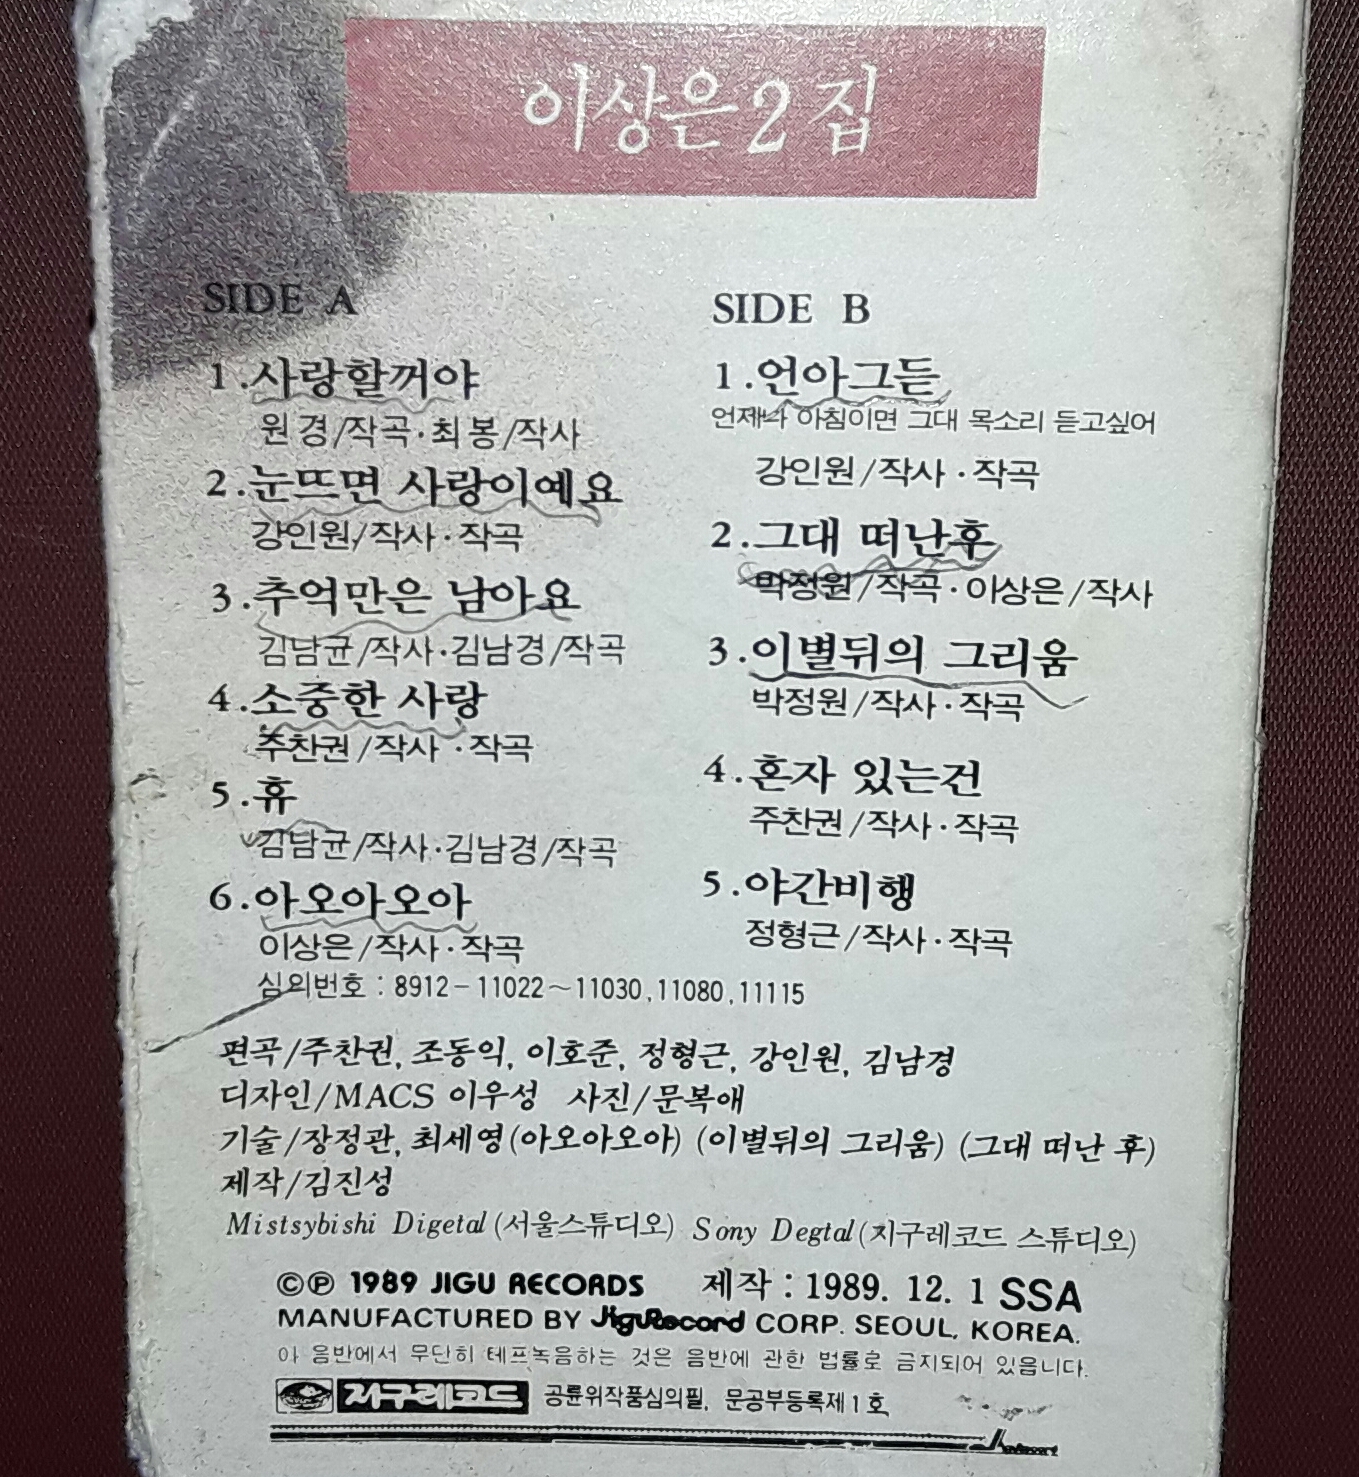 이상은2집
SIDE A
1.사랑할꺼야
원경/작곡·최봉/작사
2.눈뜨면 사랑이예요
강인원/작사·작곡
3.추억만은 남아요
김남균/작사·김남경/작곡
4.소중한 사랑
주찬권/작사·작곡
5.휴
김남균/작사·김남경/작곡
6.아오아오아
이상은/작사·작곡
심의번호 : 8912-11022~11030,11080,11115
SIDE B
1.언아그듣
언제나 아침이면 그대 목소리 듣고싶어
강인원/작사·작곡
2.그대 떠난후
박정원/작곡·이상은/작사
3.이별뒤의 그리움
박정원/작사·작곡
4.혼자 있는건
주찬권/작사·작곡
5.야간비행
정형근/작사·작곡
편곡/주찬권, 조동익, 이호준, 정형근, 강인원, 김남경
디자인/MACS 이우성 사진/문복애
기술/장정관, 최세영(아오아오아) (이별뒤의 그리움) (그대 떠난 후)
제작/김진성
Mistsybishi Digetal(서울스튜디오) Sony Degtal(지구레코드 스튜디오)
©℗ 1989 JIGU RECORDS 제작 : 1989. 12. 1 SSA
MANUFACTURED BY JiguRecord CORP. SEOUL, KOREA.
이 음반에서 무단히 테프녹음하는 것은 음반에 관한 법률로 금지되어 있읍니다.
지구레코드 공륜위작품심의필, 문공부등록제1호